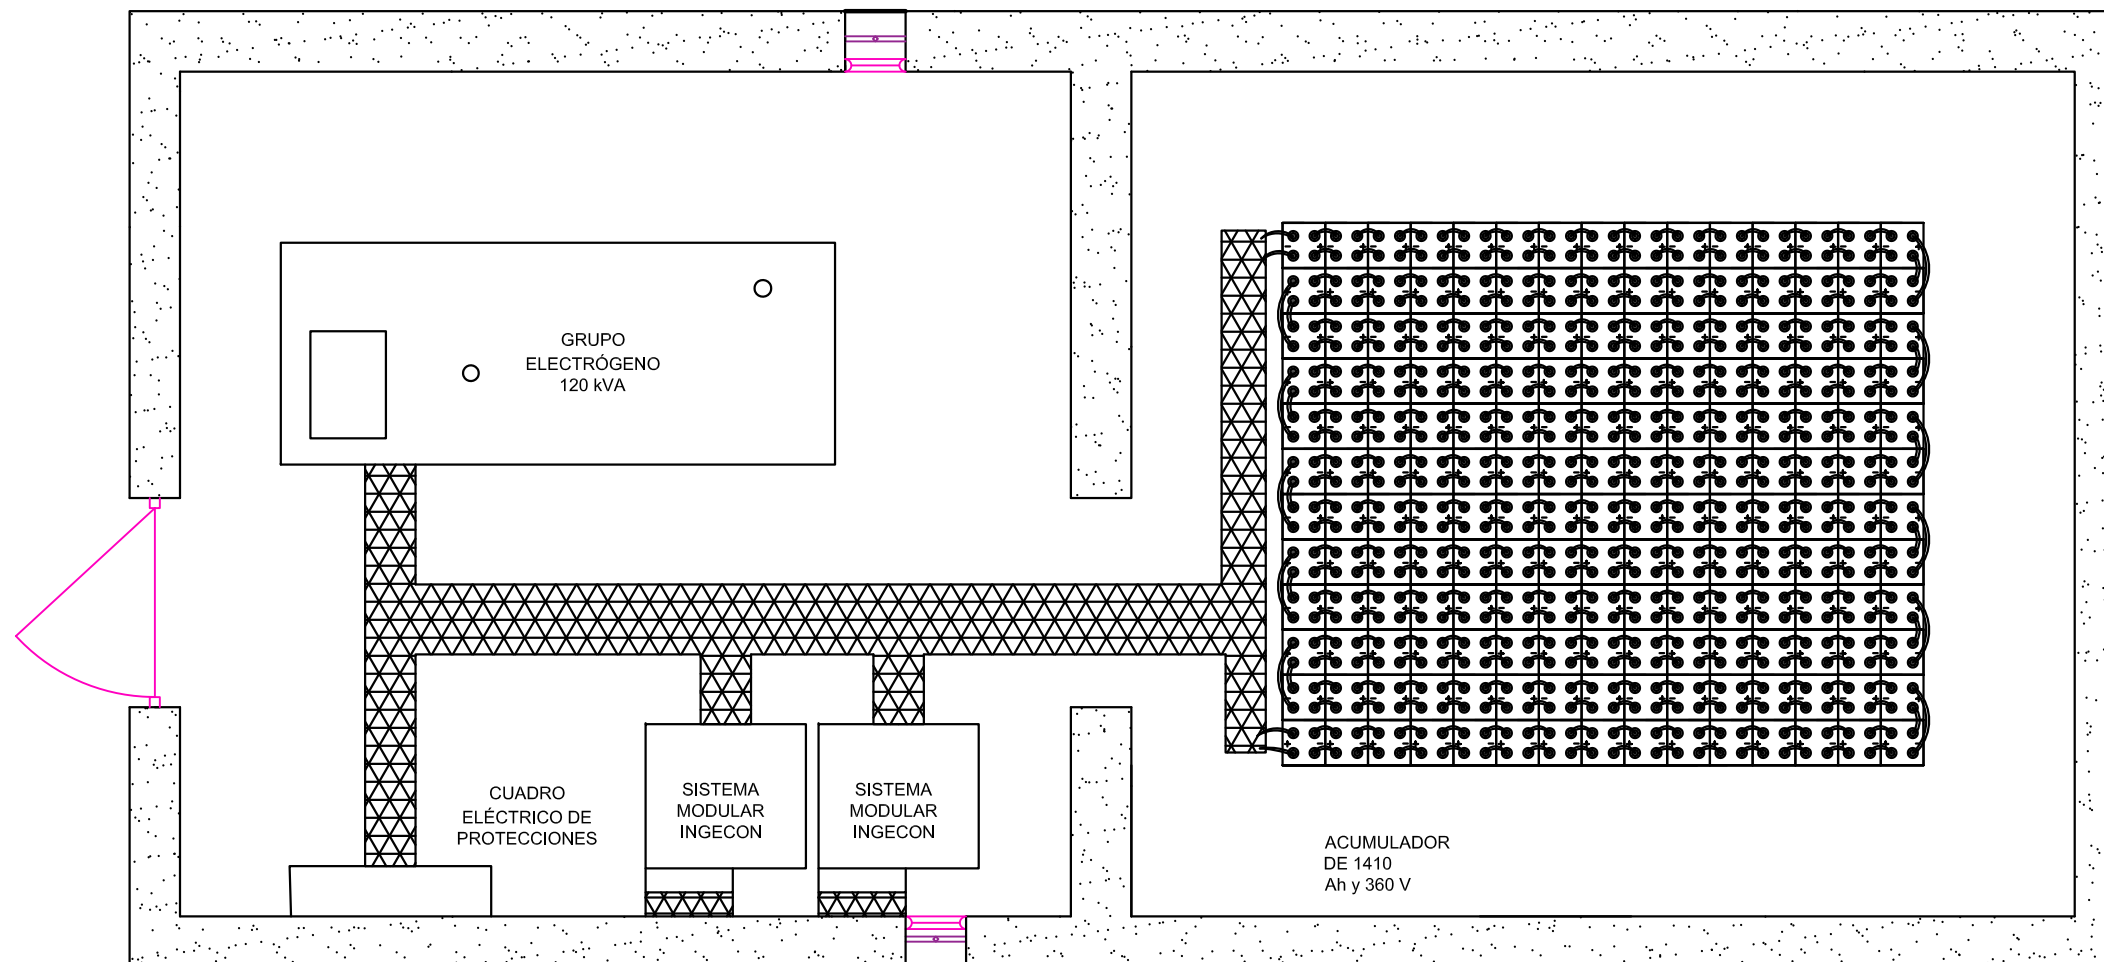 GRUPO
ELECTRÓGENO
120 kVA
CUADRO
ELÉCTRICO DE
PROTECCIONES
SISTEMA
MODULAR
INGECON
SISTEMA
MODULAR
INGECON
ACUMULADOR
DE 1410
Ah y 360 V